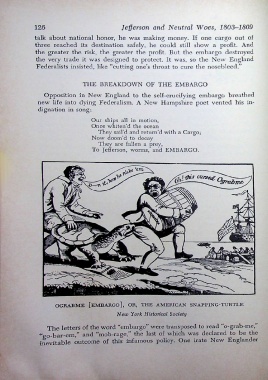 126 Jefferson and Neutral Woes, 1803–1809
talk about national honor, he was making money. If one cargo out of
three reached its destination safely, he could still show a profit. And
the greater the risk, the greater the profit. But the embargo destroyed
the very trade it was designed to protect. It was, so the New England
Federalists insisted, like "cutting one's throat to cure the nosebleed."
THE BREAKDOWN OF THE EMBARGO
Opposition in New England to the self-mortifying embargo breathed
new life into dying Federalism. A New Hampshire poet vented his in-
dignation in song:
Our ships all in motion,
Once whiten'd the ocean
They sail'd and return'd with a Cargo;
Now doom'd to decay
They are fallen a prey,
To Jefferson, worms, and EMBARGO.
how he nicks 'em.
Oh! this cursed Ograbme.
OGRABME [EMBARGO], OR, THE AMERICAN SNAPPING-TURTLE
New York Historical Society
The letters of the word "embargo" were transposed to read "o-grab-me,"
"go-bar-em," and "mob-rage," the last of which was declared to be the
inevitable outcome of this infamous policy. One irate New Englander